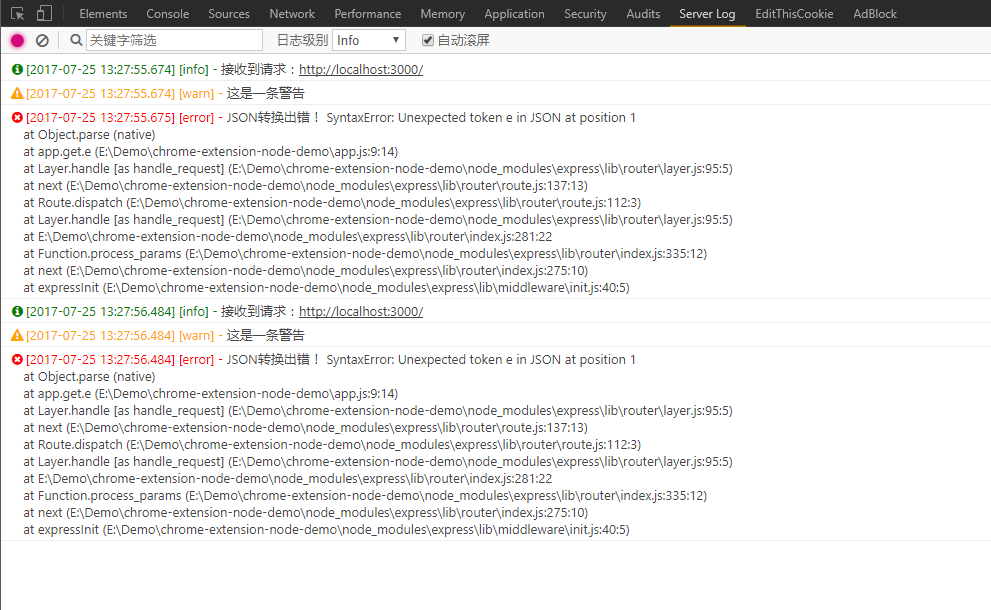 Elements Console Sources Network Performance Memory Application Security Audits Server Log EditThisCookie AdBlock
关键字筛选 日志级别 Info 自动滚屏
[2017-07-25 13:27:55.674] [info] - 接收到请求：http://localhost:3000/
[2017-07-25 13:27:55.674] [warn] - 这是一条警告
[2017-07-25 13:27:55.675] [error] - JSON转换出错！ SyntaxError: Unexpected token e in JSON at position 1
at Object.parse (native)
at app.get.e (E:\Demo\chrome-extension-node-demo\app.js:9:14)
at Layer.handle [as handle_request] (E:\Demo\chrome-extension-node-demo\node_modules\express\lib\router\layer.js:95:5)
at next (E:\Demo\chrome-extension-node-demo\node_modules\express\lib\router\route.js:137:13)
at Route.dispatch (E:\Demo\chrome-extension-node-demo\node_modules\express\lib\router\route.js:112:3)
at Layer.handle [as handle_request] (E:\Demo\chrome-extension-node-demo\node_modules\express\lib\router\layer.js:95:5)
at E:\Demo\chrome-extension-node-demo\node_modules\express\lib\router\index.js:281:22
at Function.process_params (E:\Demo\chrome-extension-node-demo\node_modules\express\lib\router\index.js:335:12)
at next (E:\Demo\chrome-extension-node-demo\node_modules\express\lib\router\index.js:275:10)
at expressInit (E:\Demo\chrome-extension-node-demo\node_modules\express\lib\middleware\init.js:40:5)
[2017-07-25 13:27:56.484] [info] - 接收到请求：http://localhost:3000/
[2017-07-25 13:27:56.484] [warn] - 这是一条警告
[2017-07-25 13:27:56.484] [error] - JSON转换出错！ SyntaxError: Unexpected token e in JSON at position 1
at Object.parse (native)
at app.get.e (E:\Demo\chrome-extension-node-demo\app.js:9:14)
at Layer.handle [as handle_request] (E:\Demo\chrome-extension-node-demo\node_modules\express\lib\router\layer.js:95:5)
at next (E:\Demo\chrome-extension-node-demo\node_modules\express\lib\router\route.js:137:13)
at Route.dispatch (E:\Demo\chrome-extension-node-demo\node_modules\express\lib\router\route.js:112:3)
at Layer.handle [as handle_request] (E:\Demo\chrome-extension-node-demo\node_modules\express\lib\router\layer.js:95:5)
at E:\Demo\chrome-extension-node-demo\node_modules\express\lib\router\index.js:281:22
at Function.process_params (E:\Demo\chrome-extension-node-demo\node_modules\express\lib\router\index.js:335:12)
at next (E:\Demo\chrome-extension-node-demo\node_modules\express\lib\router\index.js:275:10)
at expressInit (E:\Demo\chrome-extension-node-demo\node_modules\express\lib\middleware\init.js:40:5)